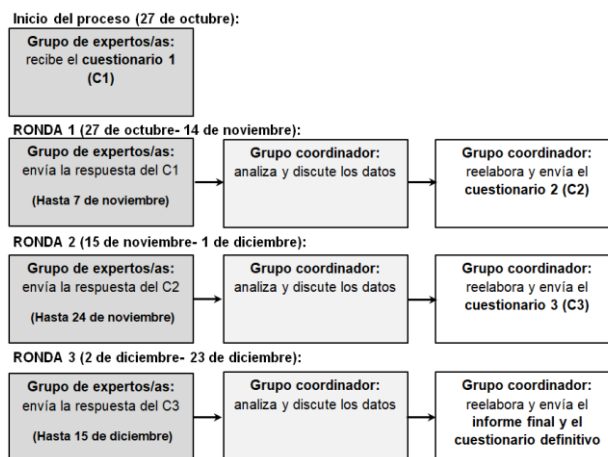 Inicio del proceso (27 de octubre):
Grupo de expertos/as:
recibe el cuestionario 1
(C1)
RONDA 1 (27 de octubre- 14 de noviembre):
Grupo de expertos/as:
envía la respuesta del C1
(Hasta 7 de noviembre)
Grupo coordinador:
analiza y discute los datos
Grupo coordinador:
reelabora y envía el
cuestionario 2 (C2)
RONDA 2 (15 de noviembre- 1 de diciembre):
Grupo de expertos/as:
envía la respuesta del C2
(Hasta 24 de noviembre)
Grupo coordinador:
analiza y discute los datos
Grupo coordinador:
reelabora y envía el
cuestionario 3 (C3)
RONDA 3 (2 de diciembre- 23 de diciembre):
Grupo de expertos/as:
envía la respuesta del C3
(Hasta 15 de diciembre)
Grupo coordinador:
analiza y discute los datos
Grupo coordinador:
reelabora y envía el
informe final y el
cuestionario definitivo